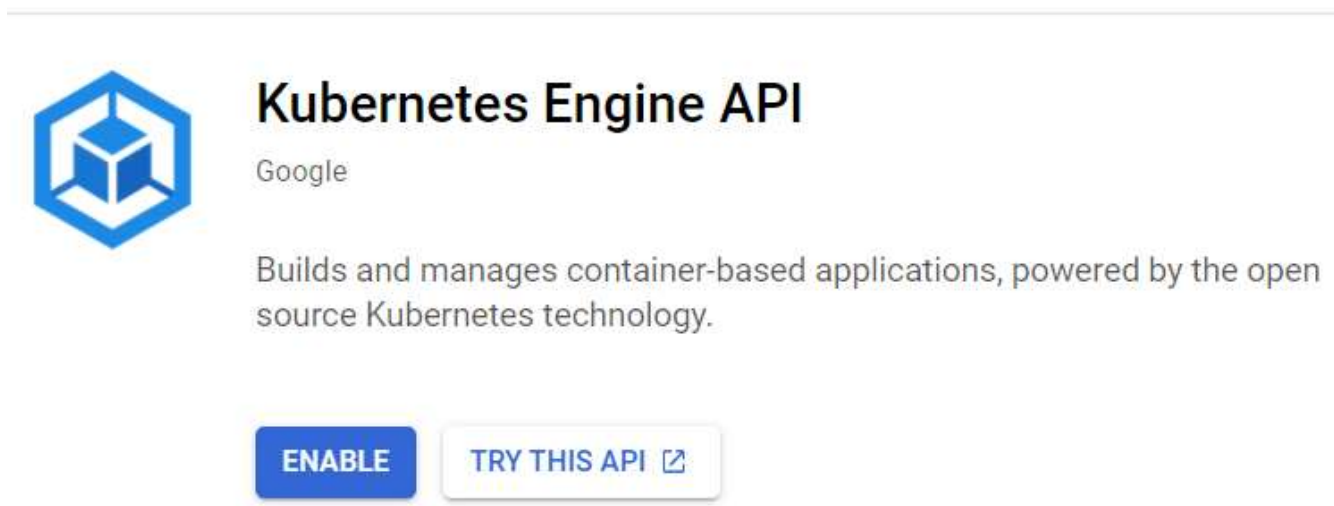 Kubernetes Engine API
Google
Builds and manages container-based applications, powered by the open
source Kubernetes technology.
ENABLE
TRY THIS API